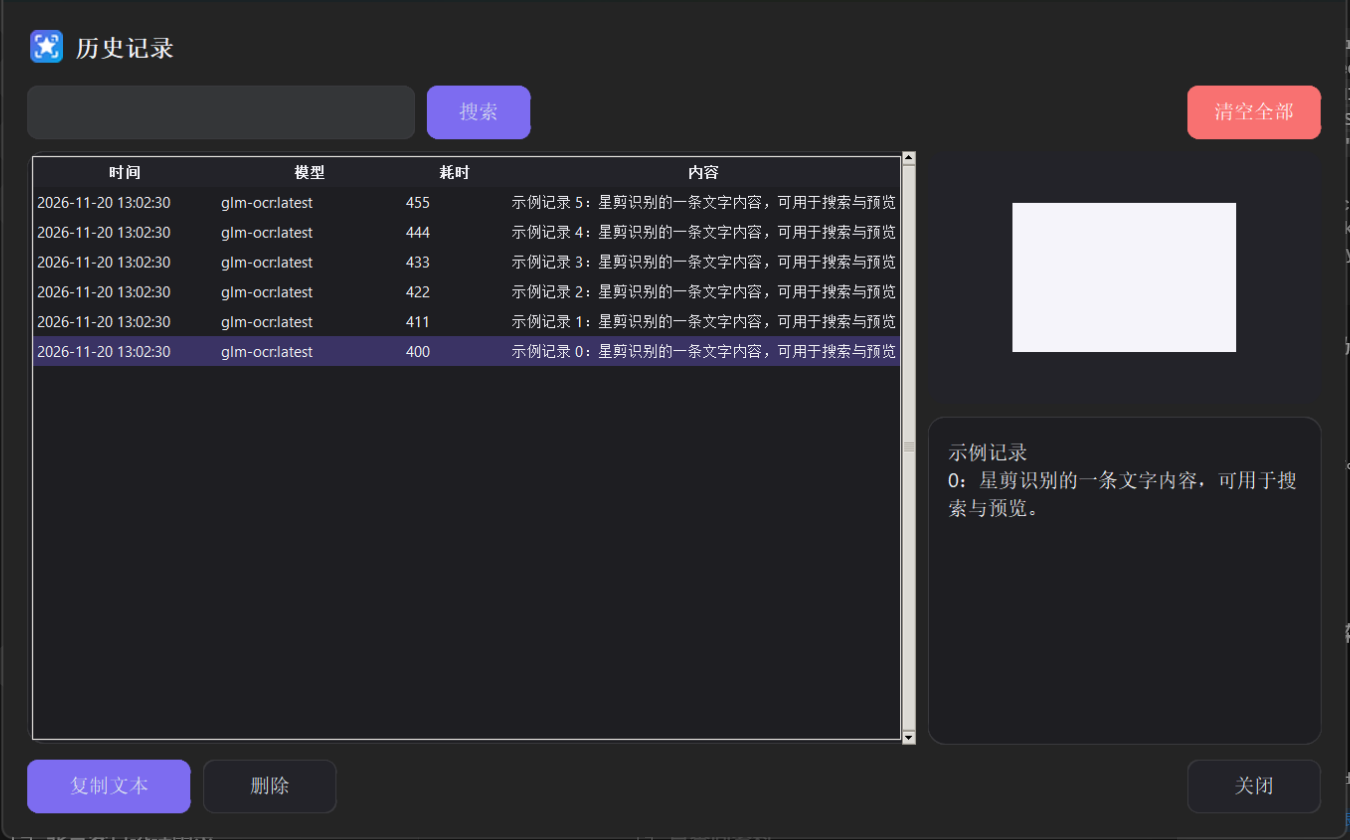 历史记录
搜索
清空全部
时间 模型 耗时 内容
2026-11-20 13:02:30 glm-ocr:latest 455 示例记录 5：星剪识别的一条文字内容，可用于搜索与预览
2026-11-20 13:02:30 glm-ocr:latest 444 示例记录 4：星剪识别的一条文字内容，可用于搜索与预览
2026-11-20 13:02:30 glm-ocr:latest 433 示例记录 3：星剪识别的一条文字内容，可用于搜索与预览
2026-11-20 13:02:30 glm-ocr:latest 422 示例记录 2：星剪识别的一条文字内容，可用于搜索与预览
2026-11-20 13:02:30 glm-ocr:latest 411 示例记录 1：星剪识别的一条文字内容，可用于搜索与预览
2026-11-20 13:02:30 glm-ocr:latest 400 示例记录 0：星剪识别的一条文字内容，可用于搜索与预览
示例记录
0：星剪识别的一条文字内容，可用于搜
索与预览。
复制文本
删除
关闭